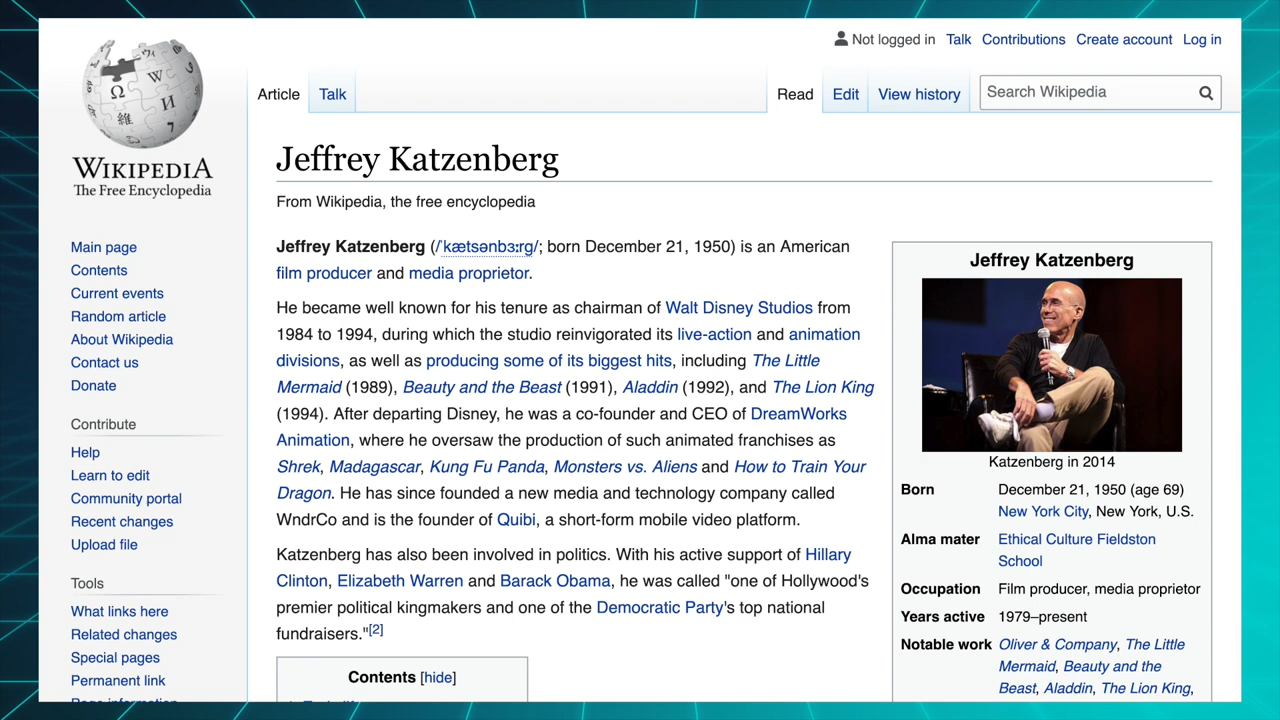 Not logged in Talk Contributions Create account Log in
Article Talk Read Edit View history Search Wikipedia
WIKIPEDIA
The Free Encyclopedia
Main page
Contents
Current events
Random article
About Wikipedia
Contact us
Donate
Contribute
Help
Learn to edit
Community portal
Recent changes
Upload file
Tools
What links here
Related changes
Special pages
Permanent link
Page information
Jeffrey Katzenberg
From Wikipedia, the free encyclopedia
Jeffrey Katzenberg (/ˈkætsənbɜːrɡ/; born December 21, 1950) is an American
film producer and media proprietor.
He became well known for his tenure as chairman of Walt Disney Studios from
1984 to 1994, during which the studio reinvigorated its live-action and animation
divisions, as well as producing some of its biggest hits, including The Little
Mermaid (1989), Beauty and the Beast (1991), Aladdin (1992), and The Lion King
(1994). After departing Disney, he was a co-founder and CEO of DreamWorks
Animation, where he oversaw the production of such animated franchises as
Shrek, Madagascar, Kung Fu Panda, Monsters vs. Aliens and How to Train Your
Dragon. He has since founded a new media and technology company called
WndrCo and is the founder of Quibi, a short-form mobile video platform.
Katzenberg has also been involved in politics. With his active support of Hillary
Clinton, Elizabeth Warren and Barack Obama, he was called "one of Hollywood's
premier political kingmakers and one of the Democratic Party's top national
fundraisers."[2]
Contents [hide]
Jeffrey Katzenberg
Katzenberg in 2014
Born December 21, 1950 (age 69)
New York City, New York, U.S.
Alma mater Ethical Culture Fieldston
School
Occupation Film producer, media proprietor
Years active 1979–present
Notable work Oliver & Company, The Little
Mermaid, Beauty and the
Beast, Aladdin, The Lion King,